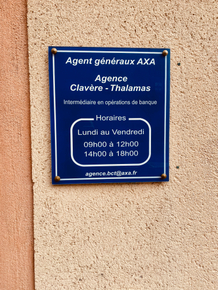 Agent généraux AXA
Agence
Clavère - Thalamas
Intermédiaire en opérations de banque
Horaires
Lundi au Vendredi
09h00 à 12h00
14h00 à 18h00
agence.bct@axa.fr